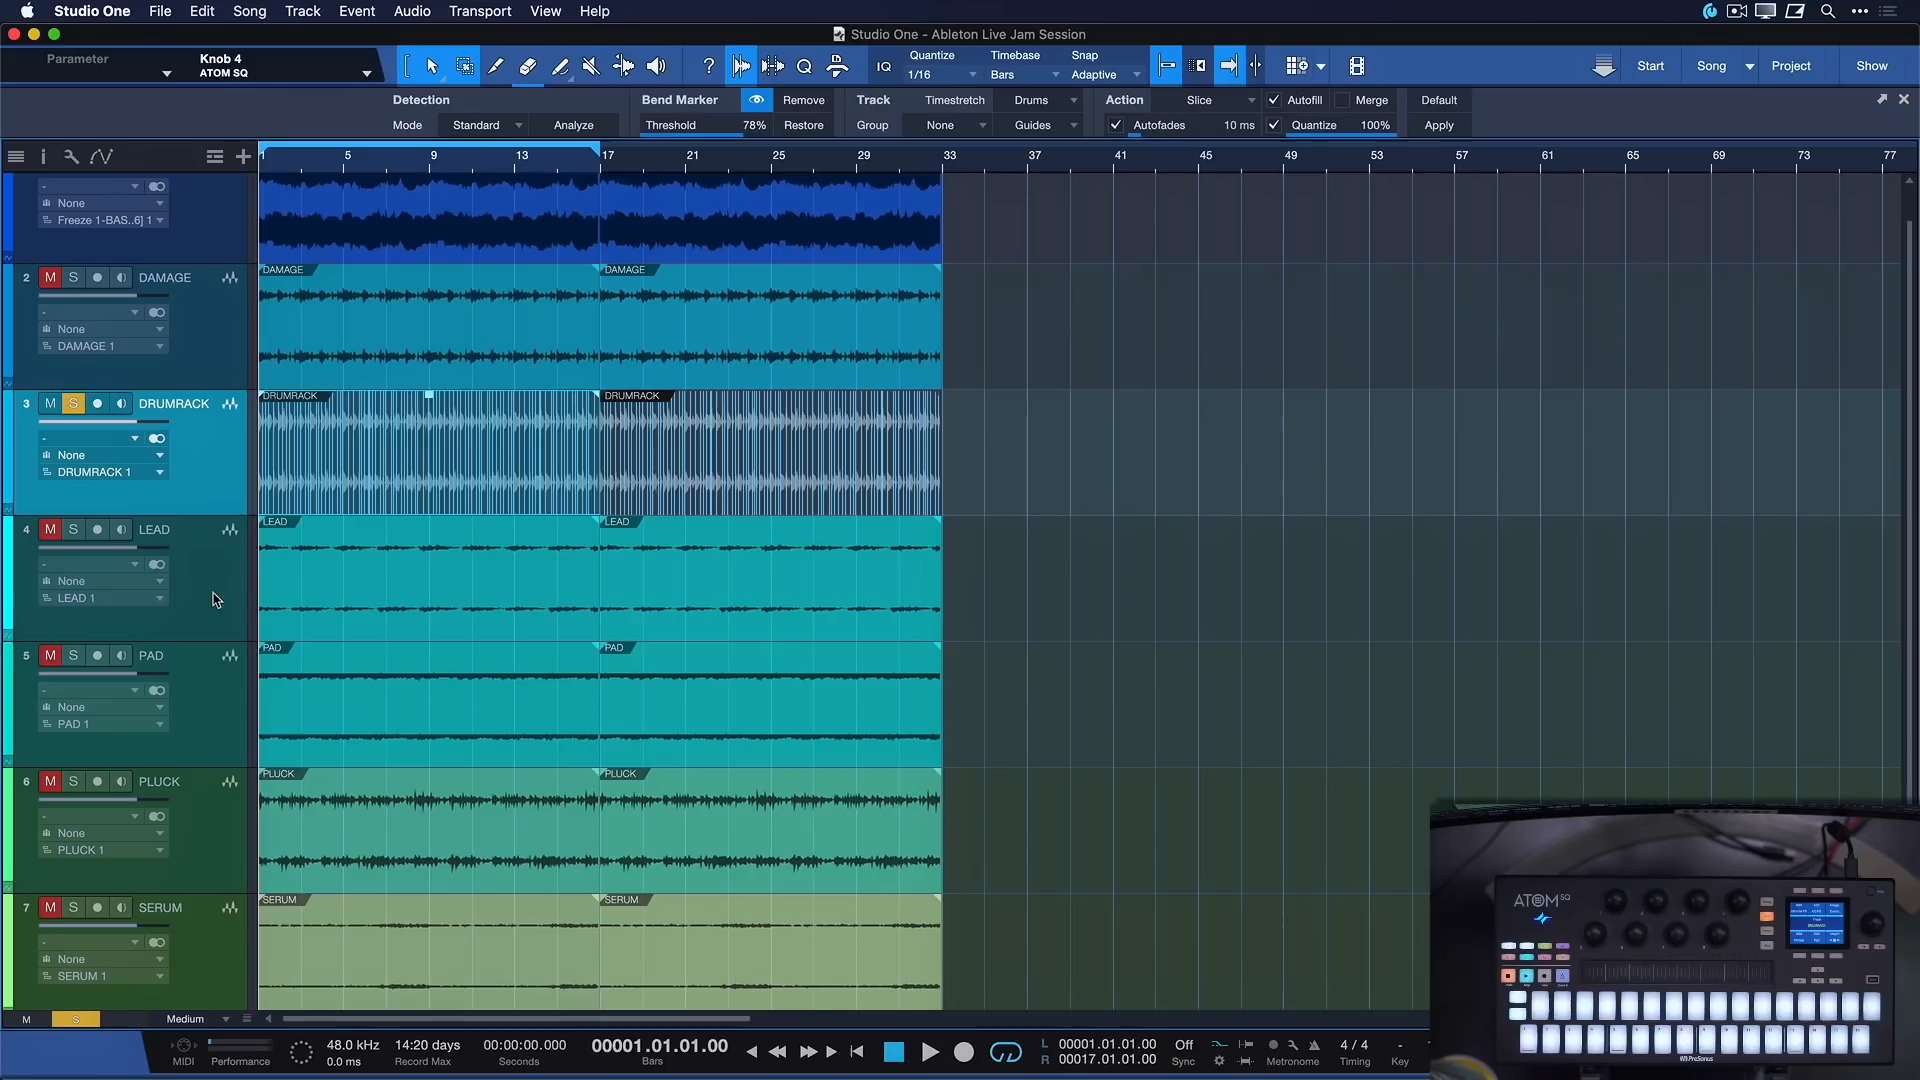 Studio One File Edit Song Track Event Audio Transport View Help
Studio One - Ableton Live Jam Session
Parameter Knob 4 ATOM SQ
? IQ
Quantize 1/16 Timebase Bars Snap Adaptive
Start Song Project Show
Detection Bend Marker Remove Track Timestretch Drums Action Slice Autofill Merge Default
Mode Standard Analyze Threshold 78% Restore Group None Guides Autofades 10 ms Quantize 100% Apply
i 1 5 9 13 17 21 25 29 33 37 41 45 49 53 57 61 65 69 73 77
-
None
Freeze 1-BAS..6] 1
2 M S DAMAGE
-
None
DAMAGE 1
DAMAGE DAMAGE
3 M S DRUMRACK
-
None
DRUMRACK 1
DRUMRACK DRUMRACK
4 M S LEAD
-
None
LEAD 1
LEAD LEAD
5 M S PAD
-
None
PAD 1
PAD PAD
6 M S PLUCK
-
None
PLUCK 1
PLUCK PLUCK
7 M S SERUM
-
None
SERUM 1
SERUM SERUM
ATOM SQ
PreSonus
M S Medium
MIDI Performance
48.0 kHz
0.0 ms
14:20 days
Record Max
00:00:00.000
Seconds
00001.01.01.00
Bars
L 00001.01.01.00
R 00017.01.01.00
Off
Sync
Metronome
4 / 4
Timing
-
Key